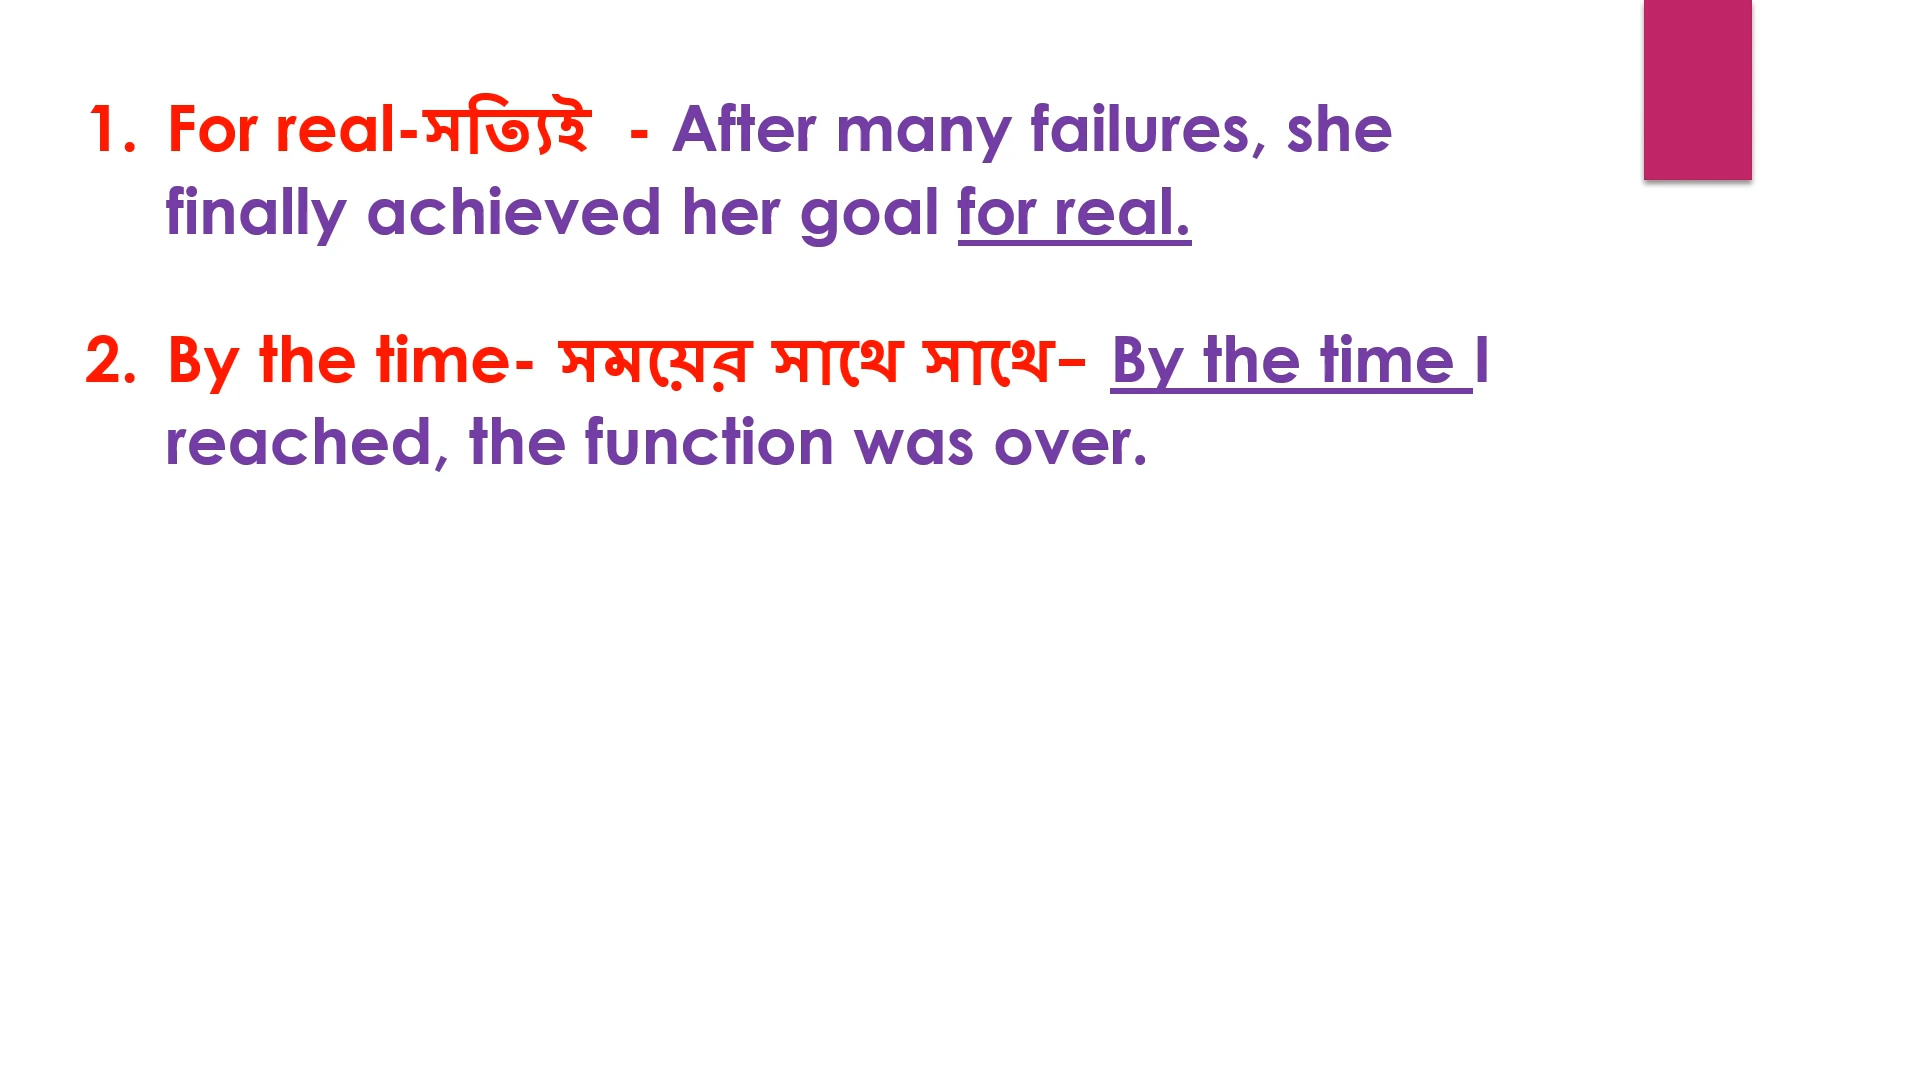 1. For real-সত্যিই - After many failures, she
finally achieved her goal for real.
2. By the time- সময়ের সাথে সাথে– By the time I
reached, the function was over.